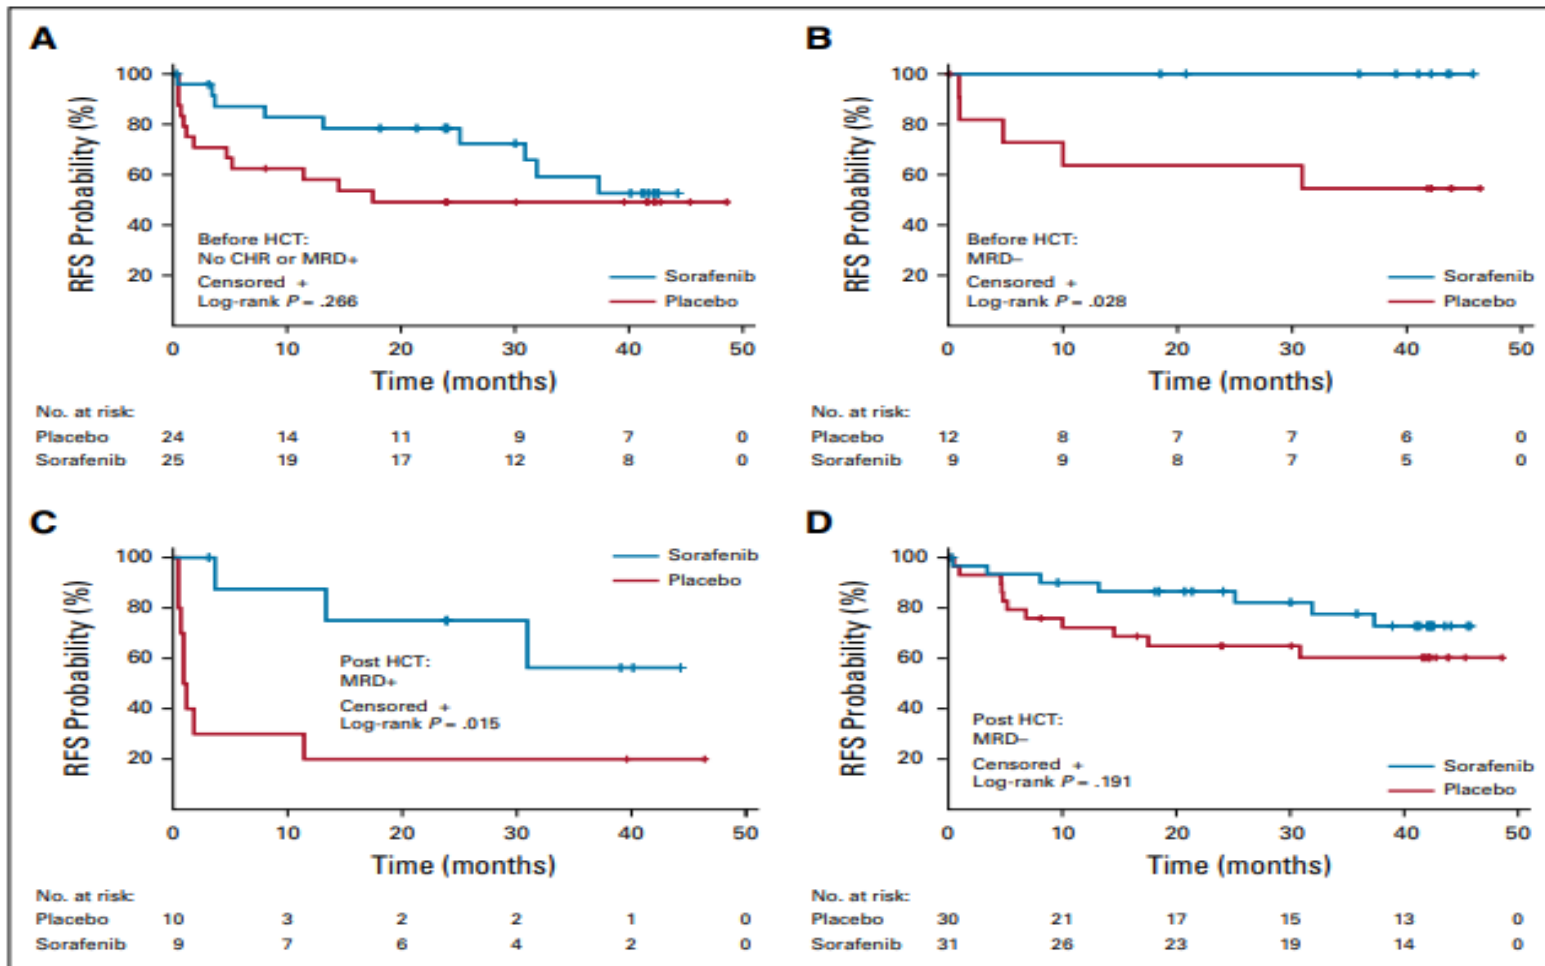 A
RFS Probability (%)
100
80
60
40
20
Before HCT:
No CHR or MRD+
Censored +
Log-rank P = .266
Sorafenib
Placebo
0 10 20 30 40 50
Time (months)
No. at risk:
Placebo 24 14 11 9 7 0
Sorafenib 25 19 17 12 8 0
B
RFS Probability (%)
100
80
60
40
20
Before HCT:
MRD–
Censored +
Log-rank P = .028
Sorafenib
Placebo
0 10 20 30 40 50
Time (months)
No. at risk:
Placebo 12 8 7 7 6 0
Sorafenib 9 9 8 7 5 0
C
RFS Probability (%)
100
80
60
40
20
Sorafenib
Placebo
Post HCT:
MRD+
Censored +
Log-rank P = .015
0 10 20 30 40 50
Time (months)
No. at risk:
Placebo 10 3 2 2 1 0
Sorafenib 9 7 6 4 2 0
D
RFS Probability (%)
100
80
60
40
20
Post HCT:
MRD–
Censored +
Log-rank P = .191
Sorafenib
Placebo
0 10 20 30 40 50
Time (months)
No. at risk:
Placebo 30 21 17 15 13 0
Sorafenib 31 26 23 19 14 0